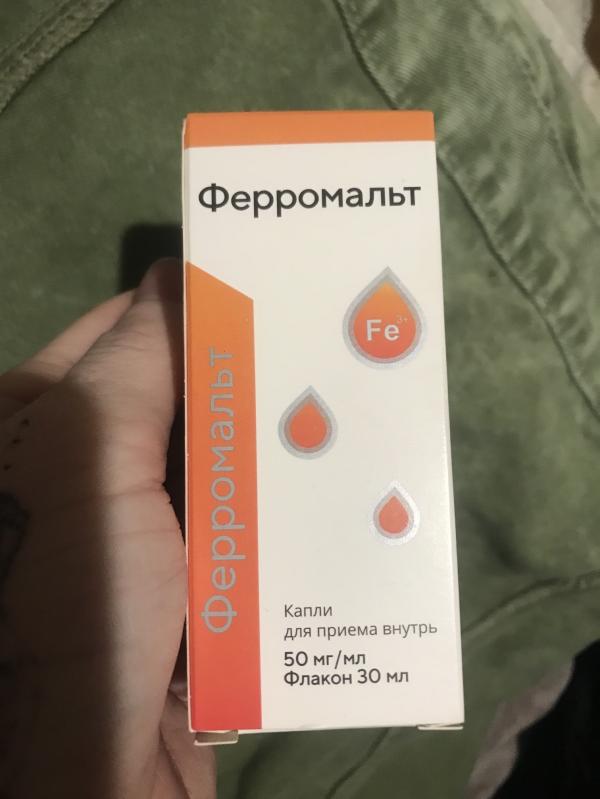 Ферромальт
Fe3+
Ферромальт
Капли
для приема внутрь
50 мг/мл
Флакон 30 мл